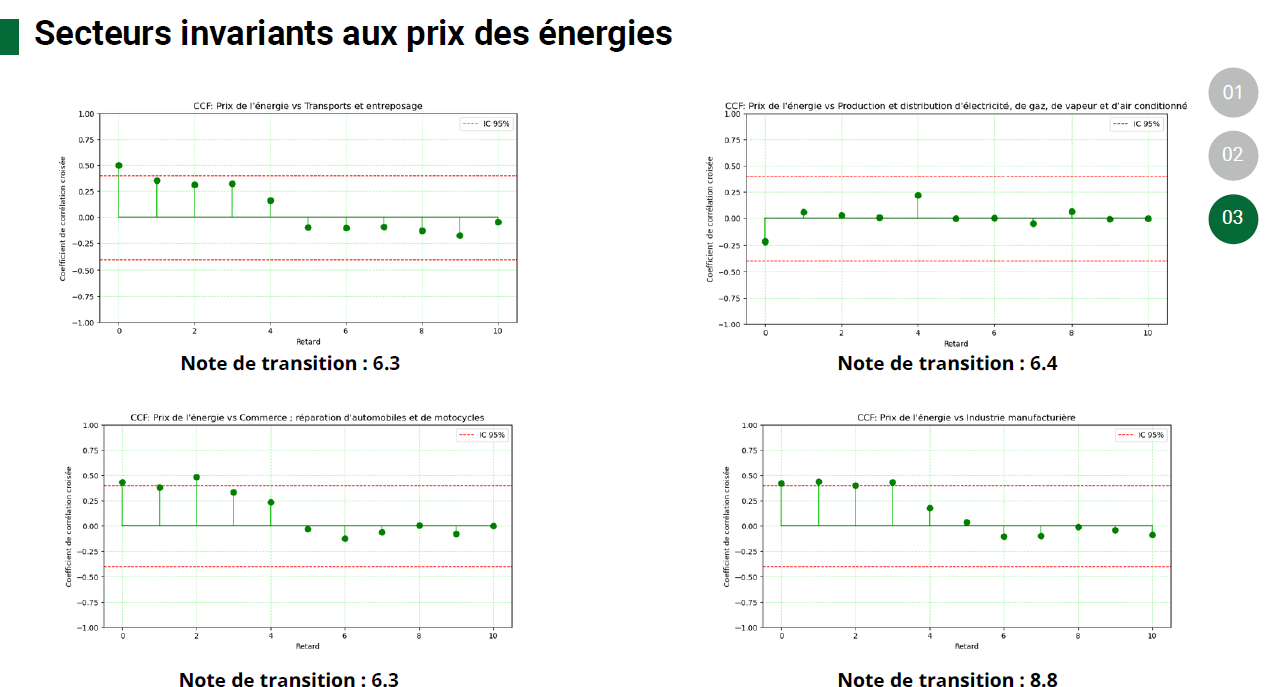 Secteurs invariants aux prix des énergies
01
02
03
CCF: Prix de l'énergie vs Transports et entreposage
1.00
0.75
0.50
0.25
0.00
−0.25
−0.50
−0.75
−1.00
Coefficient de corrélation croisée
IC 95%
0 2 4 6 8 10
Retard
Note de transition : 6.3
CCF: Prix de l'énergie vs Production et distribution d'électricité, de gaz, de vapeur et d'air conditionné
1.00
0.75
0.50
0.25
0.00
−0.25
−0.50
−0.75
−1.00
Coefficient de corrélation croisée
IC 95%
0 2 4 6 8 10
Retard
Note de transition : 6.4
CCF: Prix de l'énergie vs Commerce ; réparation d'automobiles et de motocycles
1.00
0.75
0.50
0.25
0.00
−0.25
−0.50
−0.75
−1.00
Coefficient de corrélation croisée
IC 95%
0 2 4 6 8 10
Retard
Note de transition : 6.3
CCF: Prix de l'énergie vs Industrie manufacturière
1.00
0.75
0.50
0.25
0.00
−0.25
−0.50
−0.75
−1.00
Coefficient de corrélation croisée
IC 95%
0 2 4 6 8 10
Retard
Note de transition : 8.8